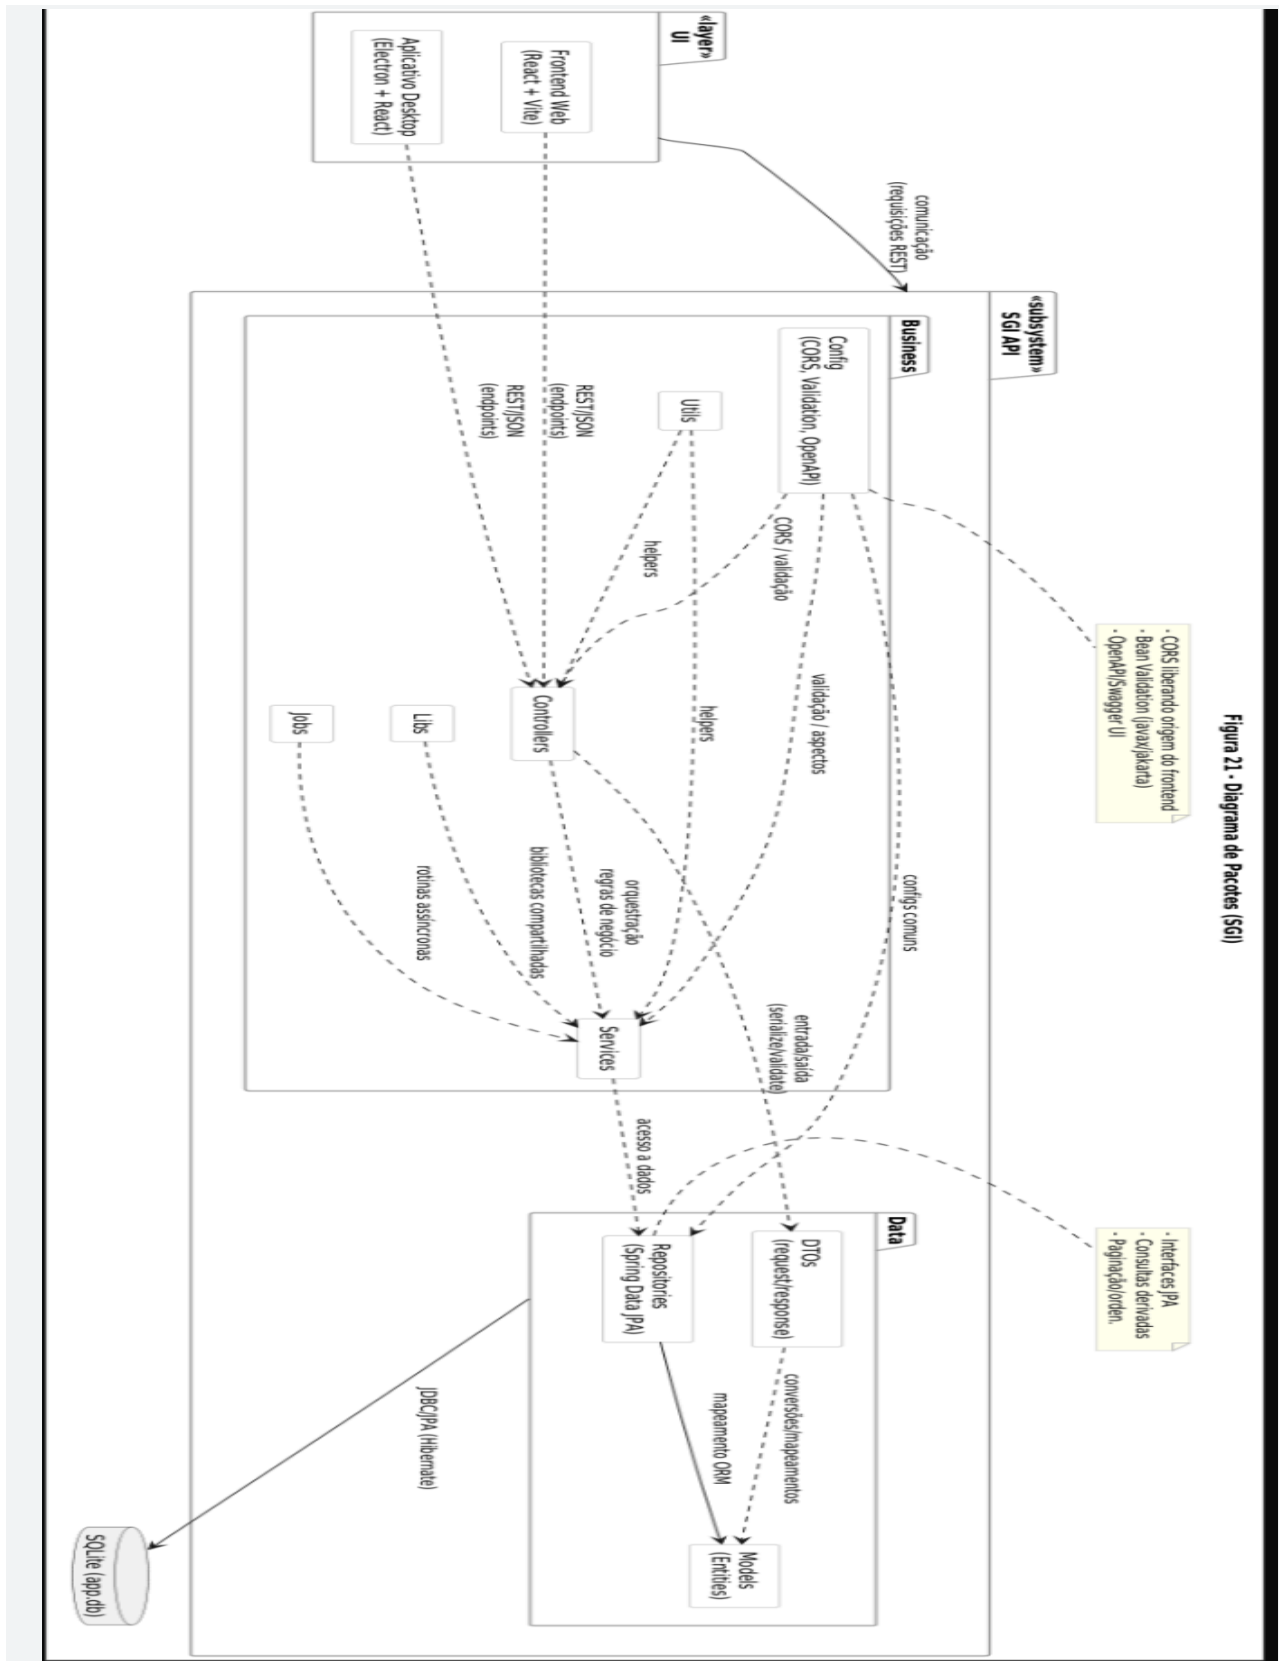 Figura 21 - Diagrama de Pacotes (SGI)
«layer»
UI
Frontend Web
(React + Vite)
Aplicativo Desktop
(Electron + React)
comunicação
(requisições REST)
«subsystem»
SGI API
Business
Config
(CORS, Validation, OpenAPI)
Utils
REST/JSON
(endpoints)
REST/JSON
(endpoints)
- CORS liberando origem do frontend
- Bean Validation (javax/jakarta)
- OpenAPI/Swagger UI
CORS / validação
helpers
validação / aspectos
helpers
Controllers
Libs
Jobs
configs comuns
orquestração
regras de negócio
bibliotecas compartilhadas
rotinas assíncronas
entrada/saída
(serialize/validate)
Services
acesso a dados
Data
- Interfaces JPA
- Consultas derivadas
- Paginação/orden.
DTOs
(request/response)
Repositories
(Spring Data JPA)
conversões/mapeamentos
mapeamento ORM
JDBC/JPA (Hibernate)
Models
(Entities)
SQLite (app.db)